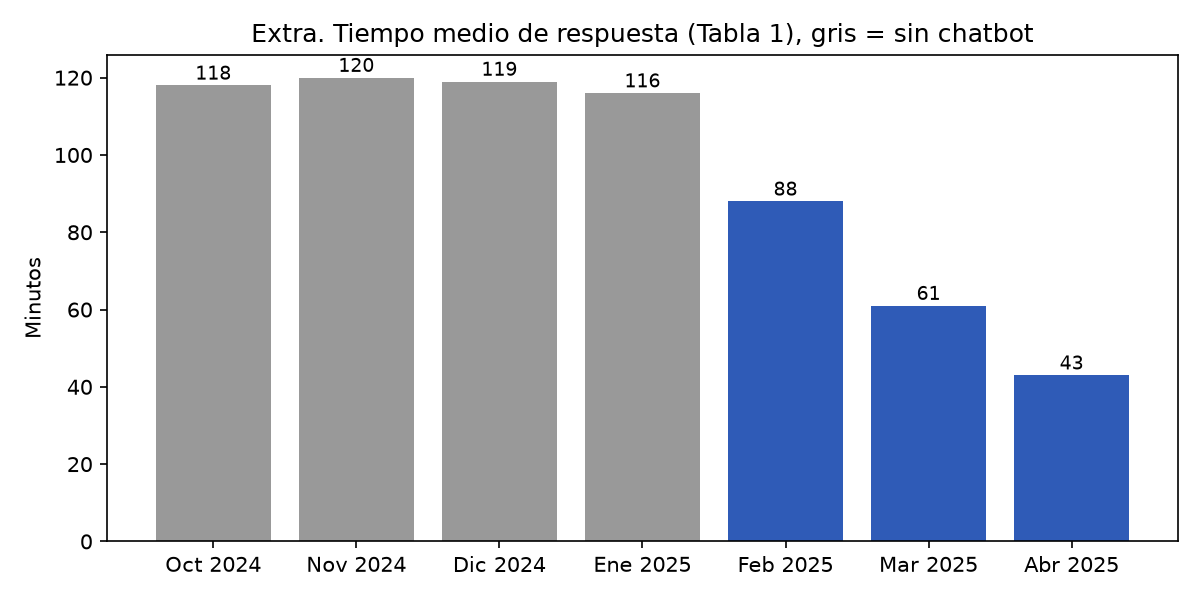 Extra. Tiempo medio de respuesta (Tabla 1), gris = sin chatbot
Minutos
120
100
80
60
40
20
0
118
120
119
116
88
61
43
Oct 2024
Nov 2024
Dic 2024
Ene 2025
Feb 2025
Mar 2025
Abr 2025